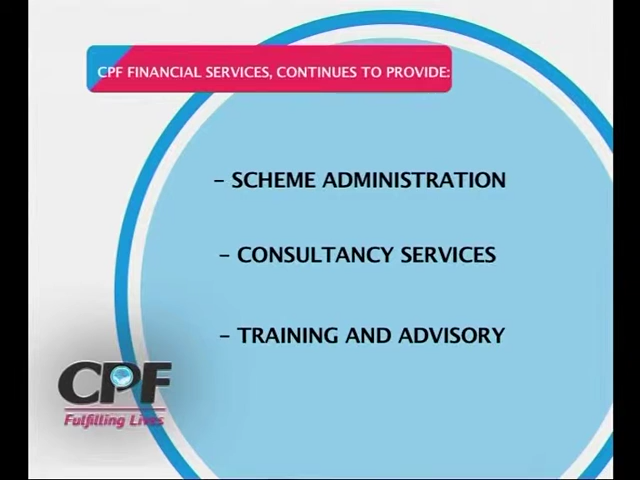 CPF FINANCIAL SERVICES, CONTINUES TO PROVIDE:
– SCHEME ADMINISTRATION
– CONSULTANCY SERVICES
– TRAINING AND ADVISORY
CPF
Fulfilling Lives